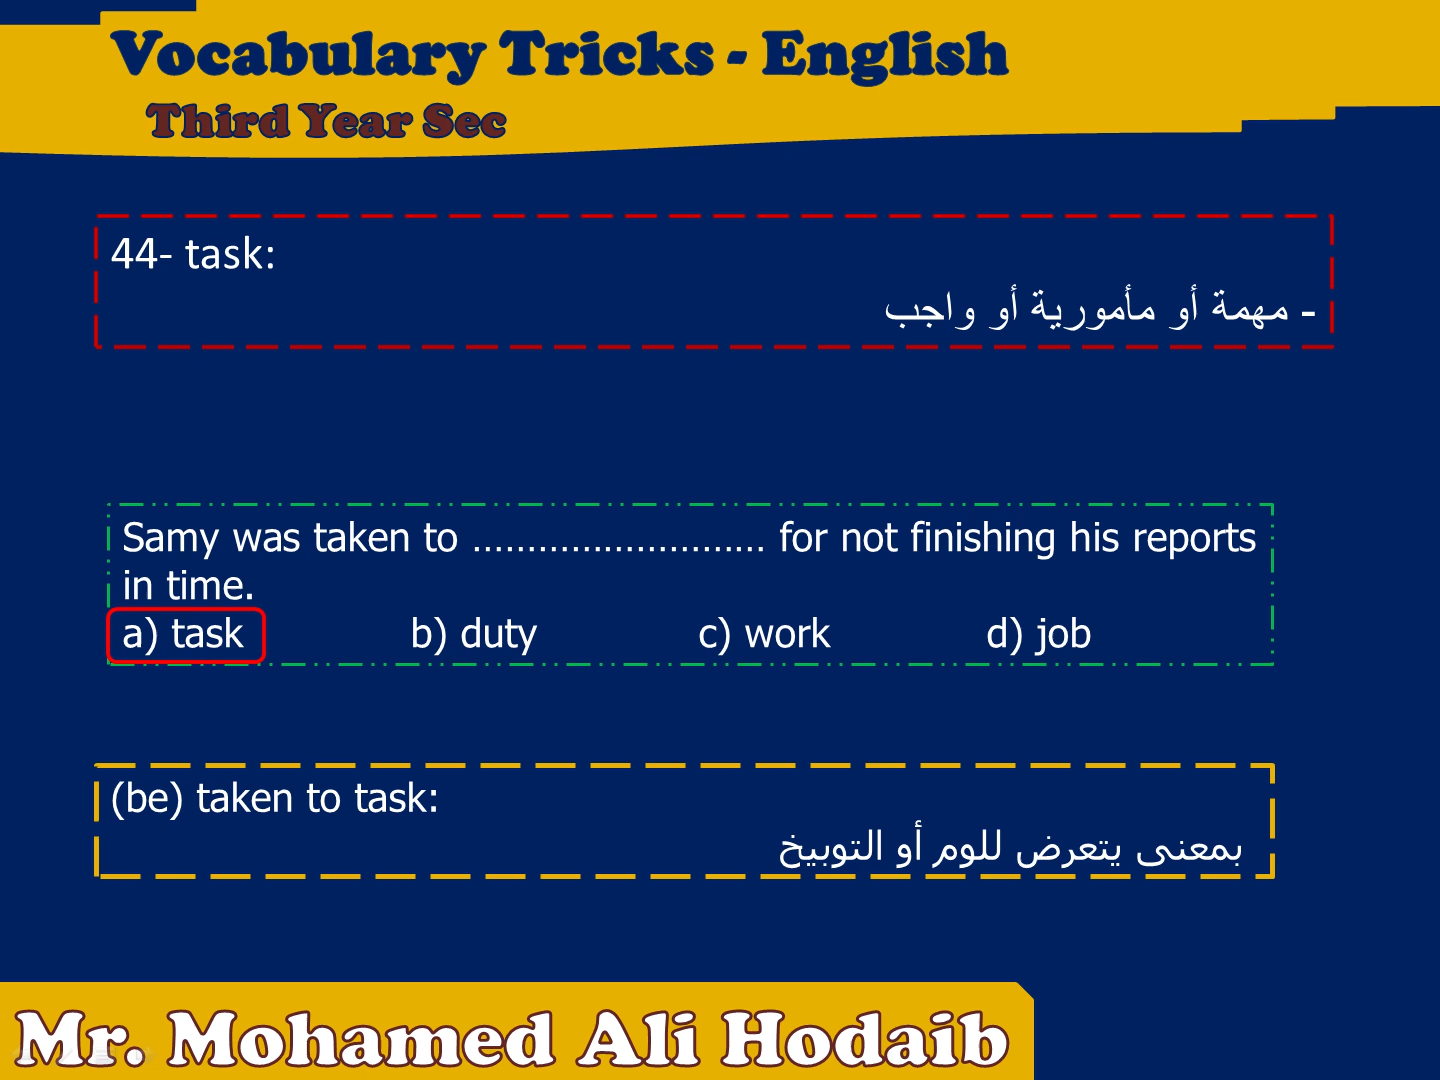 Vocabulary Tricks - English
Third Year Sec
44- task:
- مهمة أو مأمورية أو واجب
Samy was taken to ……………………… for not finishing his reports
in time.
a) task b) duty c) work d) job
(be) taken to task:
بمعنى يتعرض للوم أو التوبيخ
Mr. Mohamed Ali Hodaib